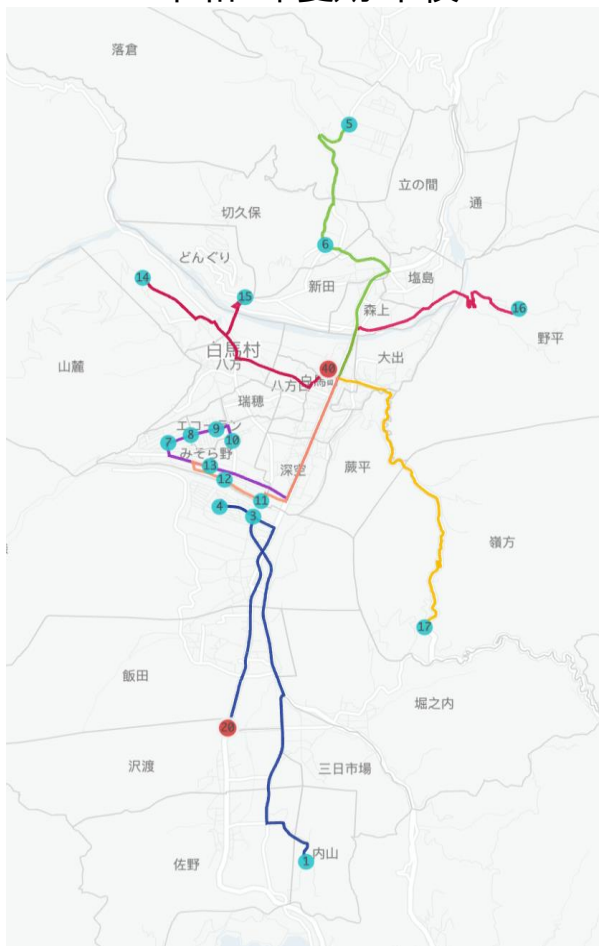 落倉
5
立の間
通
切久保
6
どんぐり
新田
塩島
14
15
森上
16
野平
白馬村
八方
大出
山麓
40
八方口
瑞穂
エコーラン
9
8
7
10
みそら野
13
深空
蕨平
12
11
4
3
嶺方
17
飯田
堀之内
20
沢渡
三日市場
佐野
内山
1